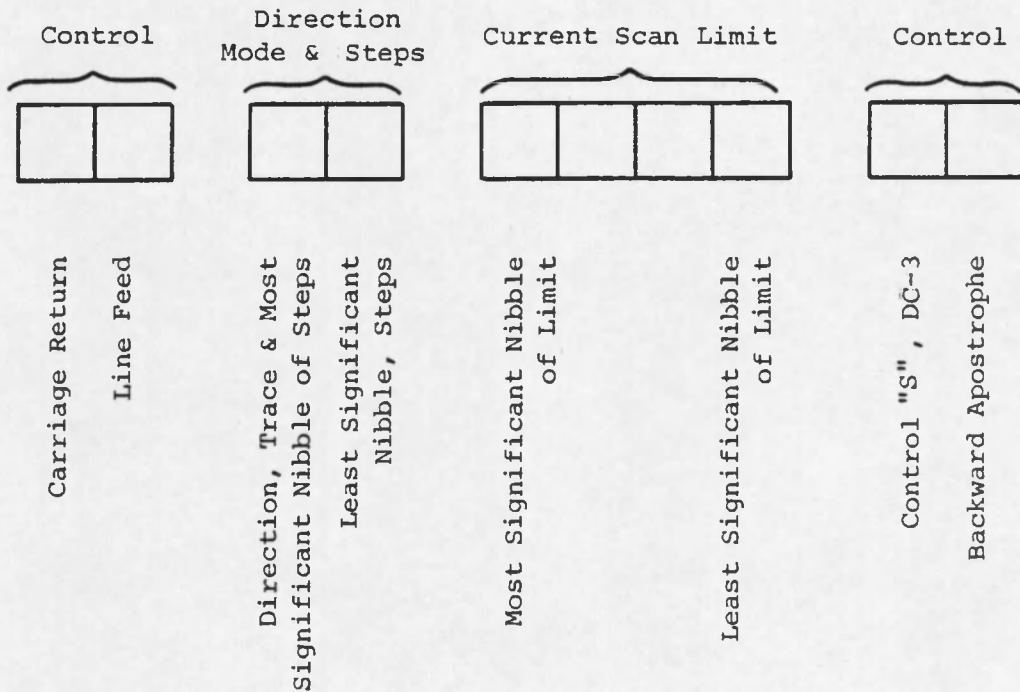 Control
Direction
Mode & Steps
Current Scan Limit
Control
Carriage Return
Line Feed
Direction, Trace & Most
Significant Nibble of Steps
Least Significant
Nibble, Steps
Most Significant Nibble
of Limit
Least Significant Nibble
of Limit
Control "S", DC-3
Backward Apostrophe